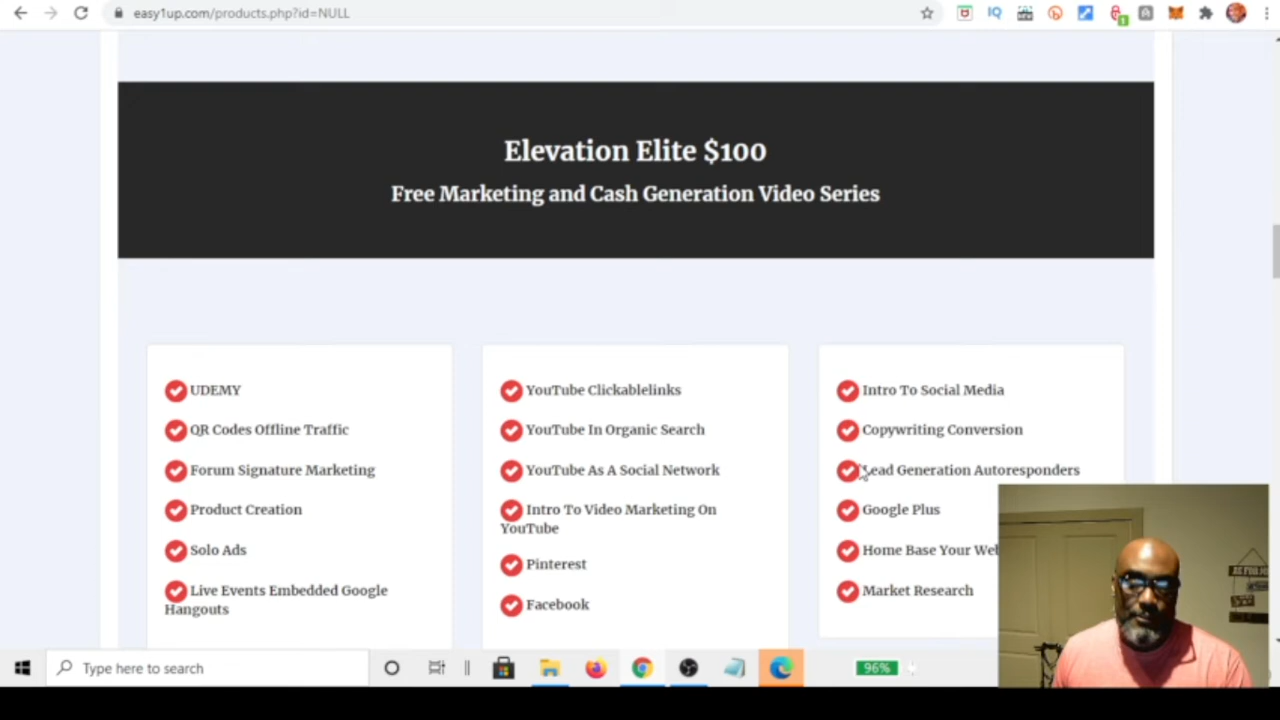 easy1up.com/products.php?id=NULL
Elevation Elite $100
Free Marketing and Cash Generation Video Series
UDEMY
QR Codes Offline Traffic
Forum Signature Marketing
Product Creation
Solo Ads
Live Events Embedded Google
Hangouts
YouTube Clickablelinks
YouTube In Organic Search
YouTube As A Social Network
Intro To Video Marketing On
YouTube
Pinterest
Facebook
Intro To Social Media
Copywriting Conversion
Lead Generation Autoresponders
Google Plus
Home Base Your Web
Market Research
Type here to search
96%